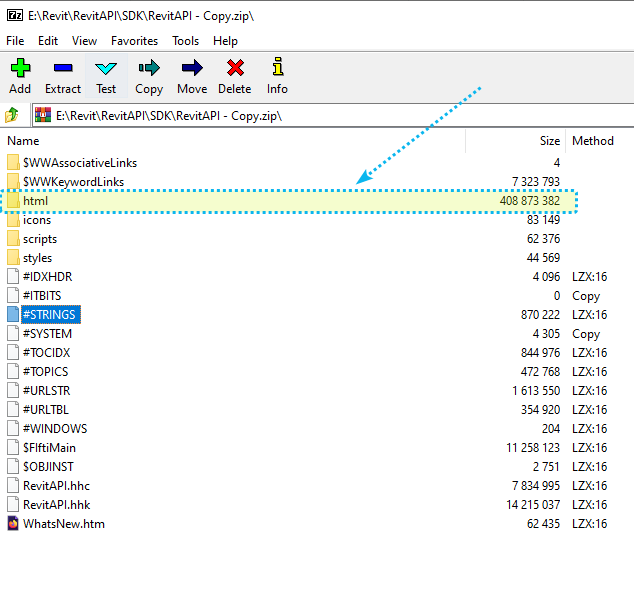 7z E:\Revit\RevitAPI\SDK\RevitAPI - Copy.zip\
File Edit View Favorites Tools Help
Add Extract Test Copy Move Delete Info
E:\Revit\RevitAPI\SDK\RevitAPI - Copy.zip\
Name Size Method
$WWAssociativeLinks 4
$WWKeywordLinks 7 323 793
html 408 873 382
icons 83 149
scripts 62 376
styles 44 569
#IDXHDR 4 096 LZX:16
#ITBITS 0 Copy
#STRINGS 870 222 LZX:16
#SYSTEM 4 305 Copy
#TOCIDX 844 976 LZX:16
#TOPICS 472 768 LZX:16
#URLSTR 1 613 550 LZX:16
#URLTBL 354 920 LZX:16
#WINDOWS 204 LZX:16
$FIftiMain 11 258 123 LZX:16
$OBJINST 2 751 LZX:16
RevitAPI.hhc 7 834 995 LZX:16
RevitAPI.hhk 14 215 037 LZX:16
WhatsNew.htm 62 435 LZX:16